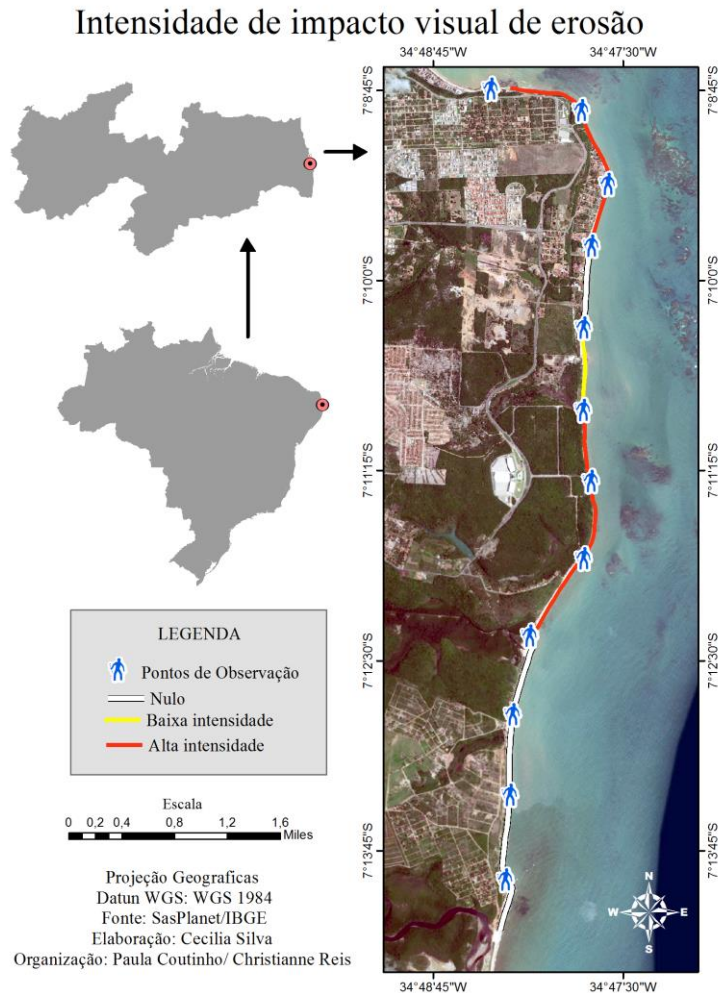 Intensidade de impacto visual de erosão
34°48'45"W
34°47'30"W
7°8'45"S
7°8'45"S
7°10'0"S
7°10'0"S
7°11'15"S
7°11'15"S
7°12'30"S
7°12'30"S
7°13'45"S
7°13'45"S
LEGENDA
Pontos de Observação
Nulo
Baixa intensidade
Alta intensidade
Escala
0 0,2 0,4 0,8 1,2 1,6
Miles
Projeção Geograficas
Datun WGS: WGS 1984
Fonte: SasPlanet/IBGE
Elaboração: Cecilia Silva
Organização: Paula Coutinho/ Christianne Reis
N
W E
S
34°48'45"W
34°47'30"W